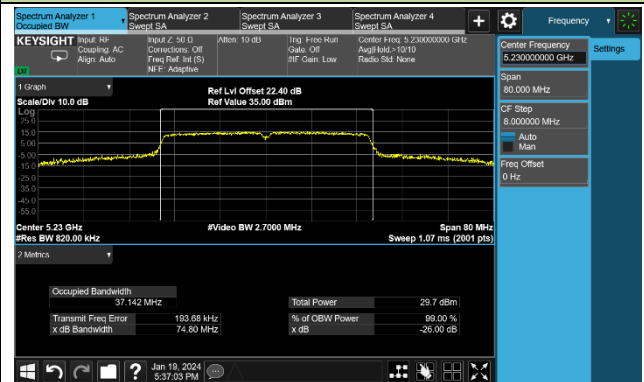 Spectrum Analyzer 1
Occupied BW
Spectrum Analyzer 2
Swept SA
Spectrum Analyzer 3
Swept SA
Spectrum Analyzer 4
Swept SA
Frequency
KEYSIGHT
Input: RF
Coupling: AC
Align: Auto
Input Z: 50 Ω
Corrections: Off
Freq Ref: Int (S)
NFE: Adaptive
Atten: 10 dB
Trig: Free Run
Gate: Off
#IF Gain: Low
Center Freq: 5.230000000 GHz
Avg|Hold:>10/10
Radio Std: None
Center Frequency
5.230000000 GHz
Settings
Span
80.000 MHz
CF Step
8.000000 MHz
Auto
Man
Freq Offset
0 Hz
1 Graph
Scale/Div 10.0 dB
Ref Lvl Offset 22.40 dB
Ref Value 35.00 dBm
Log
25.0
15.0
5.00
-5.00
-15.0
-25.0
-35.0
-45.0
-55.0
Center 5.23 GHz
#Res BW 820.00 kHz
#Video BW 2.7000 MHz
Span 80 MHz
Sweep 1.07 ms (2001 pts)
2 Metrics
Occupied Bandwidth
37.142 MHz
Total Power 29.7 dBm
Transmit Freq Error 193.68 kHz
% of OBW Power 99.00 %
x dB Bandwidth 74.80 MHz
x dB -26.00 dB
Jan 19, 2024
5:37:03 PM